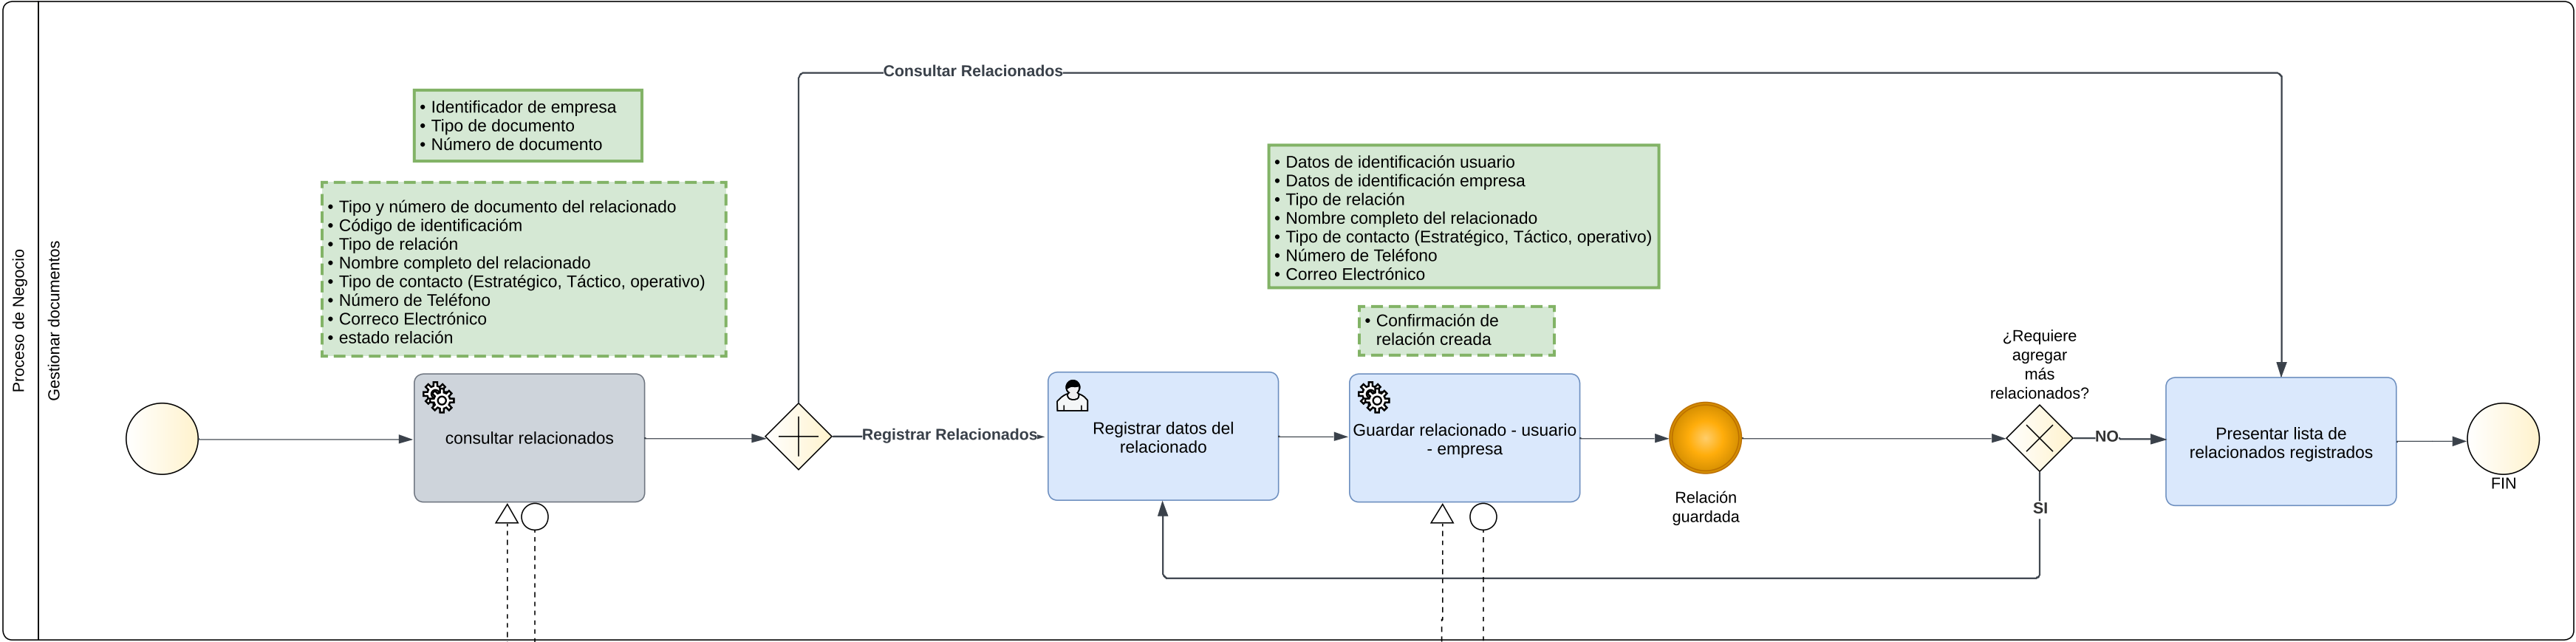 Proceso de Negocio
Gestionar documentos
Consultar Relacionados
• Identificador de empresa
• Tipo de documento
• Número de documento
• Tipo y número de documento del relacionado
• Código de identificacióm
• Tipo de relación
• Nombre completo del relacionado
• Tipo de contacto (Estratégico, Táctico, operativo)
• Número de Teléfono
• Correco Electrónico
• estado relación
consultar relacionados
Registrar Relacionados
• Datos de identificación usuario
• Datos de identificación empresa
• Tipo de relación
• Nombre completo del relacionado
• Tipo de contacto (Estratégico, Táctico, operativo)
• Número de Teléfono
• Correo Electrónico
• Confirmación de
relación creada
Registrar datos del
relacionado
Guardar relacionado - usuario
- empresa
Relación
guardada
¿Requiere
agregar
más
relacionados?
NO
SI
Presentar lista de
relacionados registrados
FIN